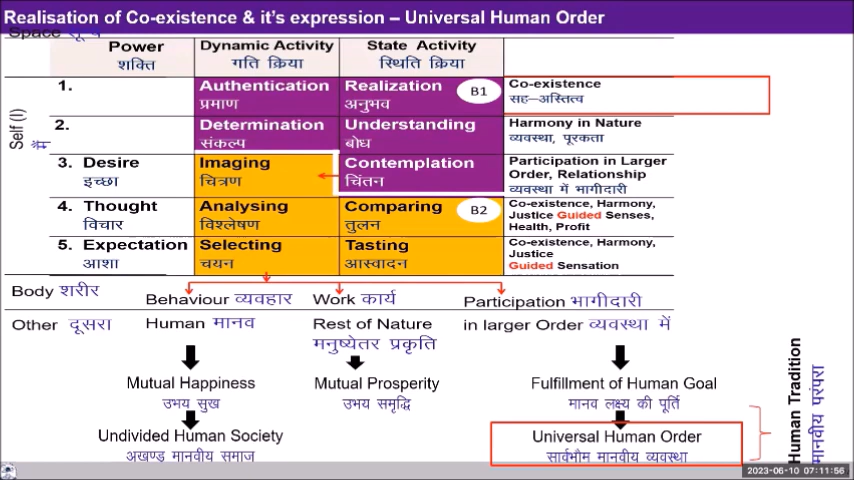 Realisation of Co-existence & it's expression – Universal Human Order
Space शून्य
Power
शक्ति
Dynamic Activity
गति क्रिया
State Activity
स्थिति क्रिया
Self (I)
मैं
1.
Authentication
प्रमाण
Realization
अनुभव
B1
Co-existence
सह–अस्तित्व
2.
Determination
संकल्प
Understanding
बोध
Harmony in Nature
व्यवस्था, पूरकता
3. Desire
इच्छा
Imaging
चित्रण
Contemplation
चिंतन
Participation in Larger
Order, Relationship
व्यवस्था में भागीदारी
4. Thought
विचार
Analysing
विश्लेषण
Comparing
तुलन
B2
Co-existence, Harmony,
Justice Guided Senses,
Health, Profit
5. Expectation
आशा
Selecting
चयन
Tasting
आस्वादन
Co-existence, Harmony,
Justice
Guided Sensation
Body शरीर
Behaviour व्यवहार
Work कार्य
Participation भागीदारी
Other दूसरा
Human मानव
Rest of Nature
मनुष्येतर प्रकृति
in larger Order व्यवस्था में
Mutual Happiness
उभय सुख
Mutual Prosperity
उभय समृद्धि
Fulfillment of Human Goal
मानव लक्ष्य की पूर्ति
Undivided Human Society
अखण्ड मानवीय समाज
Universal Human Order
सार्वभौम मानवीय व्यवस्था
Human Tradition
मानवीय परंपरा
2023-06-10 07:11:56